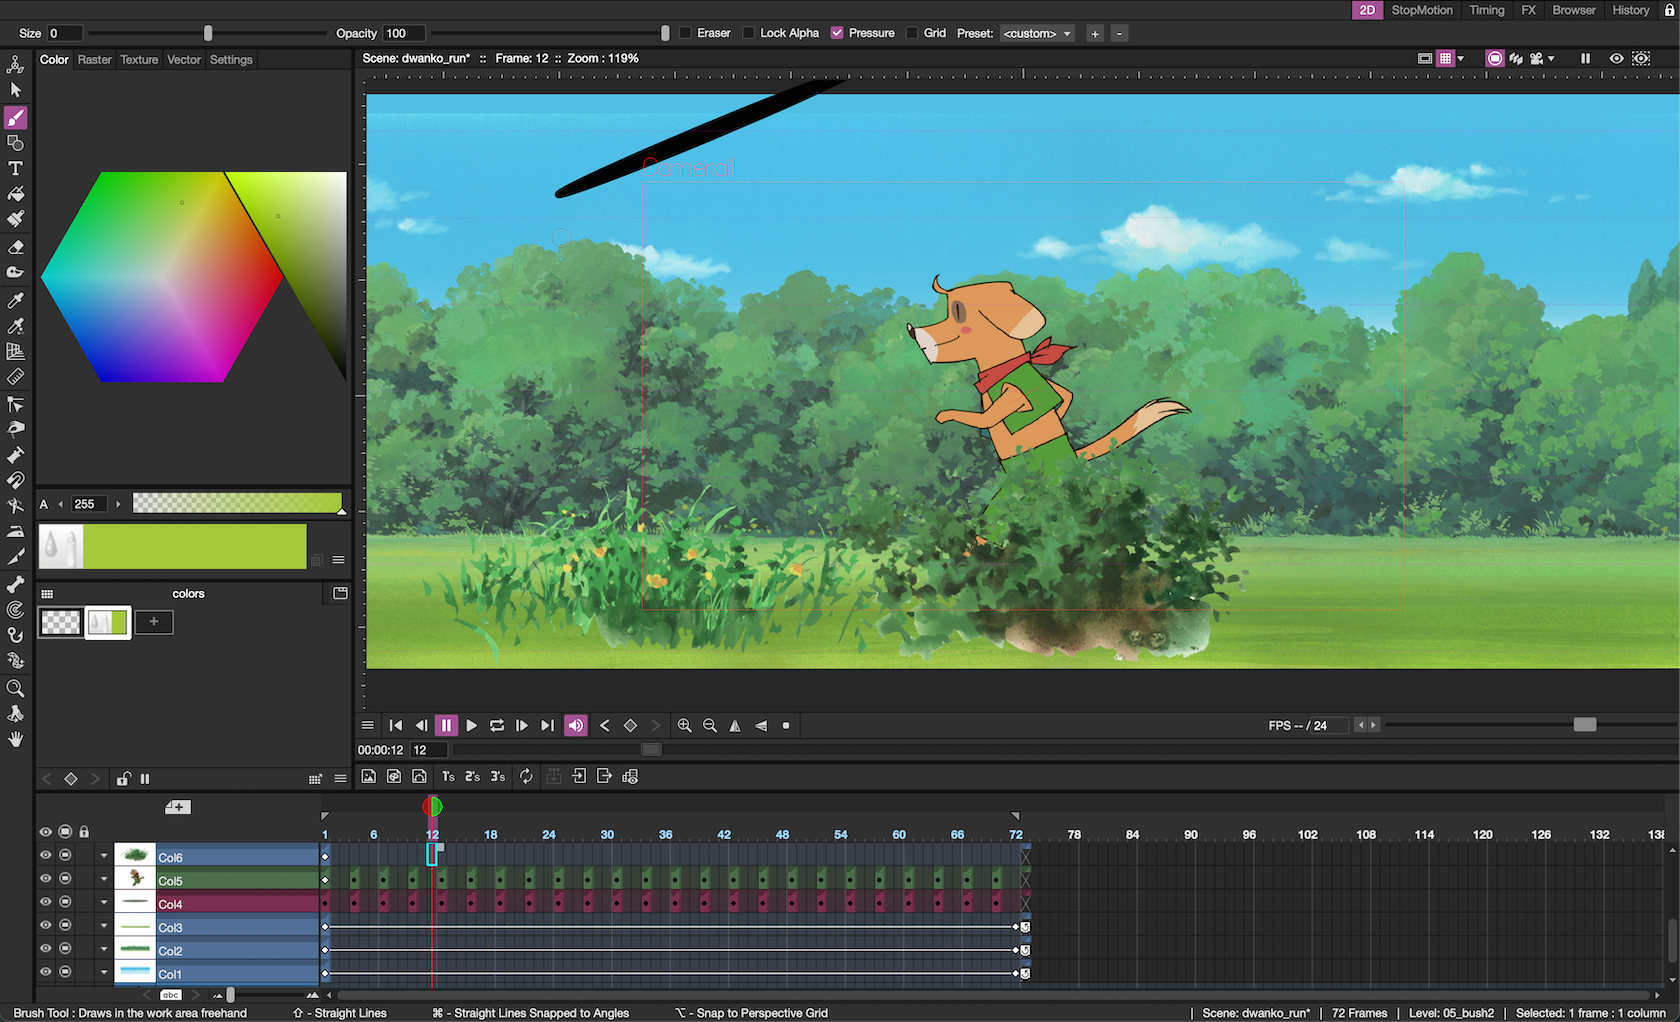 2D StopMotion Timing FX Browser History
Size 0 Opacity 100 Eraser Lock Alpha Pressure Grid Preset: <custom> + -
Color Raster Texture Vector Settings
Scene: dwanko_run* :: Frame: 12 :: Zoom : 119%
A 255
colors
+
FPS -- / 24
00:00:12 12
1's 2's 3's
1 6 12 18 24 30 36 42 48 54 60 66 72 78 84 90 96 102 108 114 120 126 132 138
Col6
Col5
Col4
Col3
Col2
Col1
abc
Brush Tool : Draws in the work area freehand ⇧ - Straight Lines ⌘ - Straight Lines Snapped to Angles ⌥ - Snap to Perspective Grid | Scene: dwanko_run* | 72 Frames | Level: 05_bush2 | Selected: 1 frame : 1 column